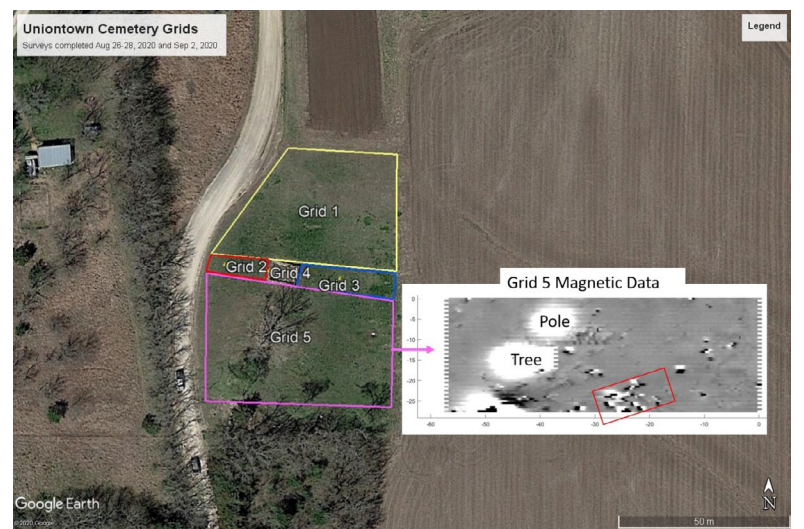 Uniontown Cemetery Grids
Surveys completed Aug 26-28, 2020 and Sep 2, 2020
Legend
Grid 1
Grid 2
Grid 4
Grid 3
Grid 5 Magnetic Data
Grid 5
Pole
Tree
0
-5
-10
-15
-20
-25
-60
-50
-40
-30
-20
-10
0
N
Google Earth
©2020 Google
50 m